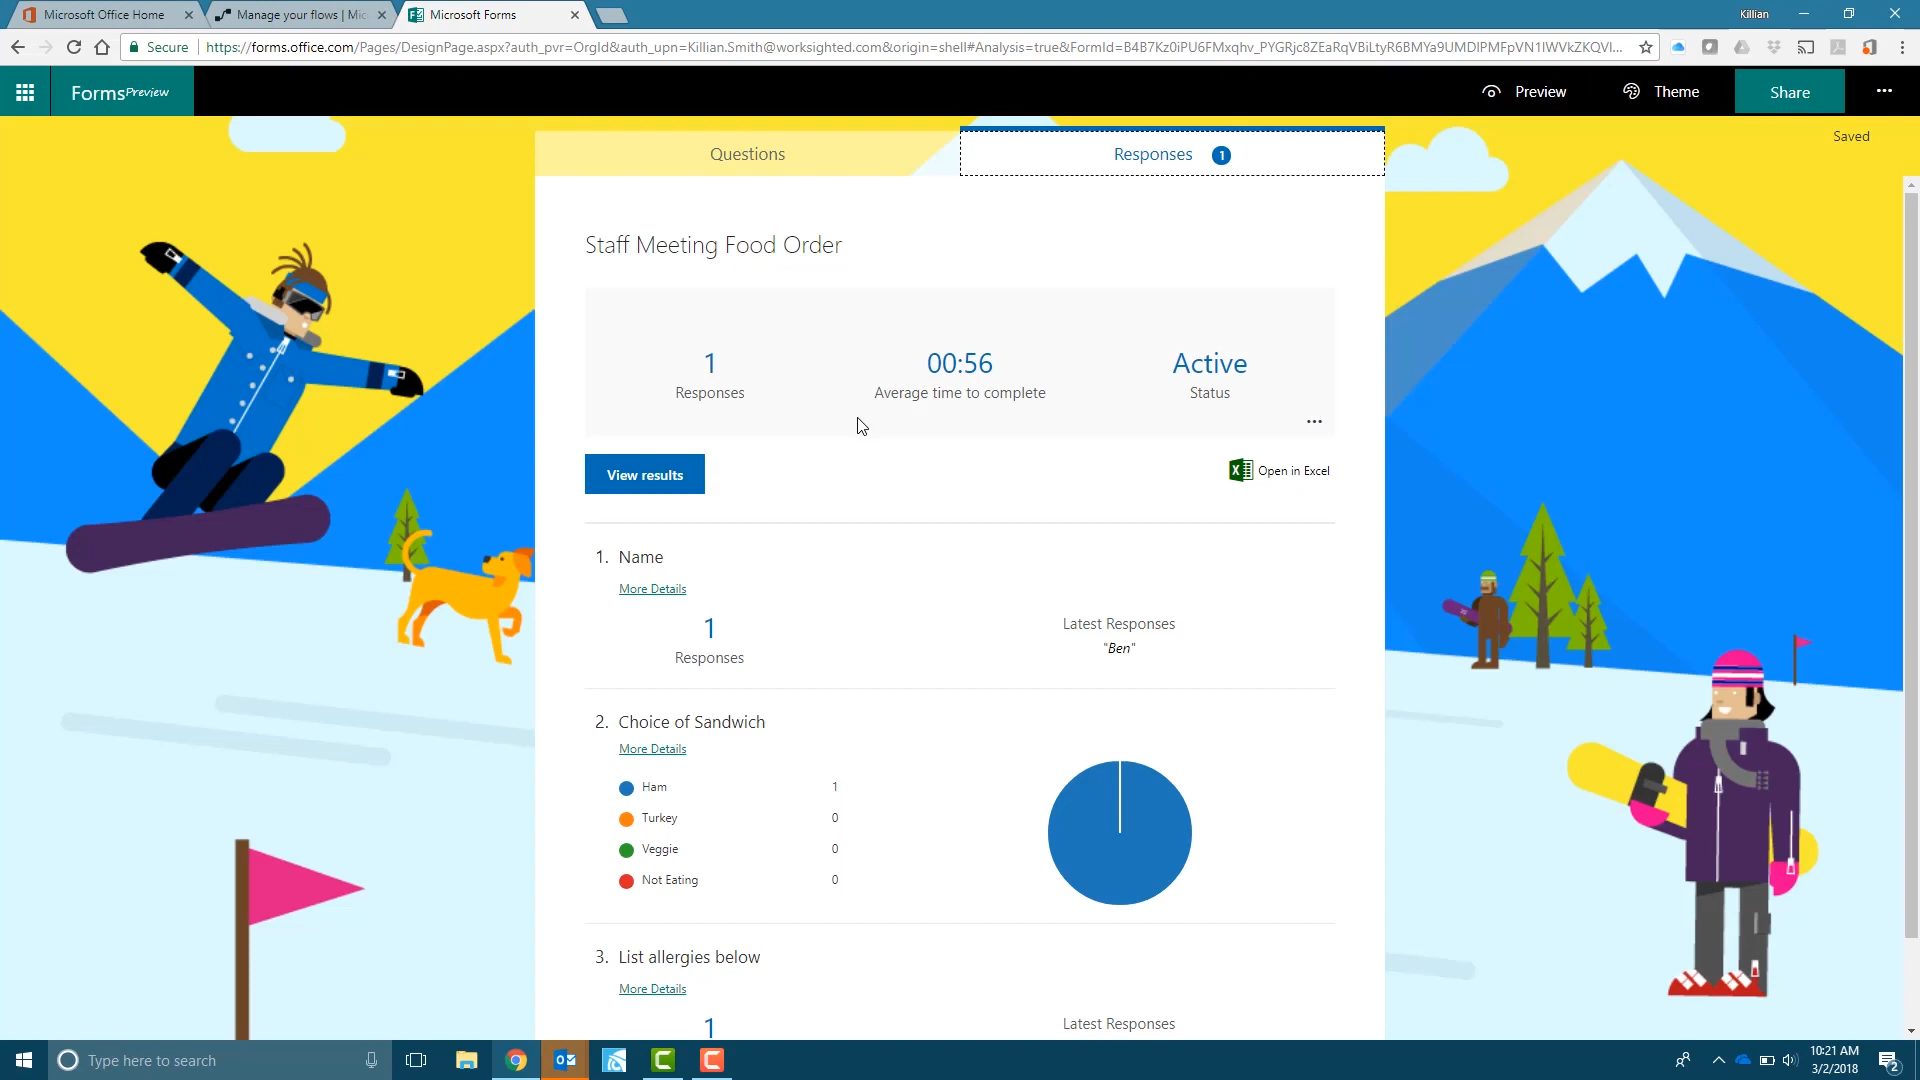 Microsoft Office Home
Manage your flows | Mic
Microsoft Forms
Killian
Secure
https://forms.office.com/Pages/DesignPage.aspx?auth_pvr=OrgId&auth_upn=Killian.Smith@worksighted.com&origin=shell#Analysis=true&FormId=B4B7Kz0iPU6FMxqhv_PYGRjc8ZEaRqVBiLtyR6BMYa9UMDlPMFpVN1lWVkZKQVl...
Forms Preview
Preview
Theme
Share
Saved
Questions
Responses 1
Staff Meeting Food Order
1
Responses
00:56
Average time to complete
Active
Status
View results
Open in Excel
1. Name
More Details
1
Responses
Latest Responses
"Ben"
2. Choice of Sandwich
More Details
Ham 1
Turkey 0
Veggie 0
Not Eating 0
3. List allergies below
More Details
1
Latest Responses
Type here to search
10:21 AM
3/2/2018
2